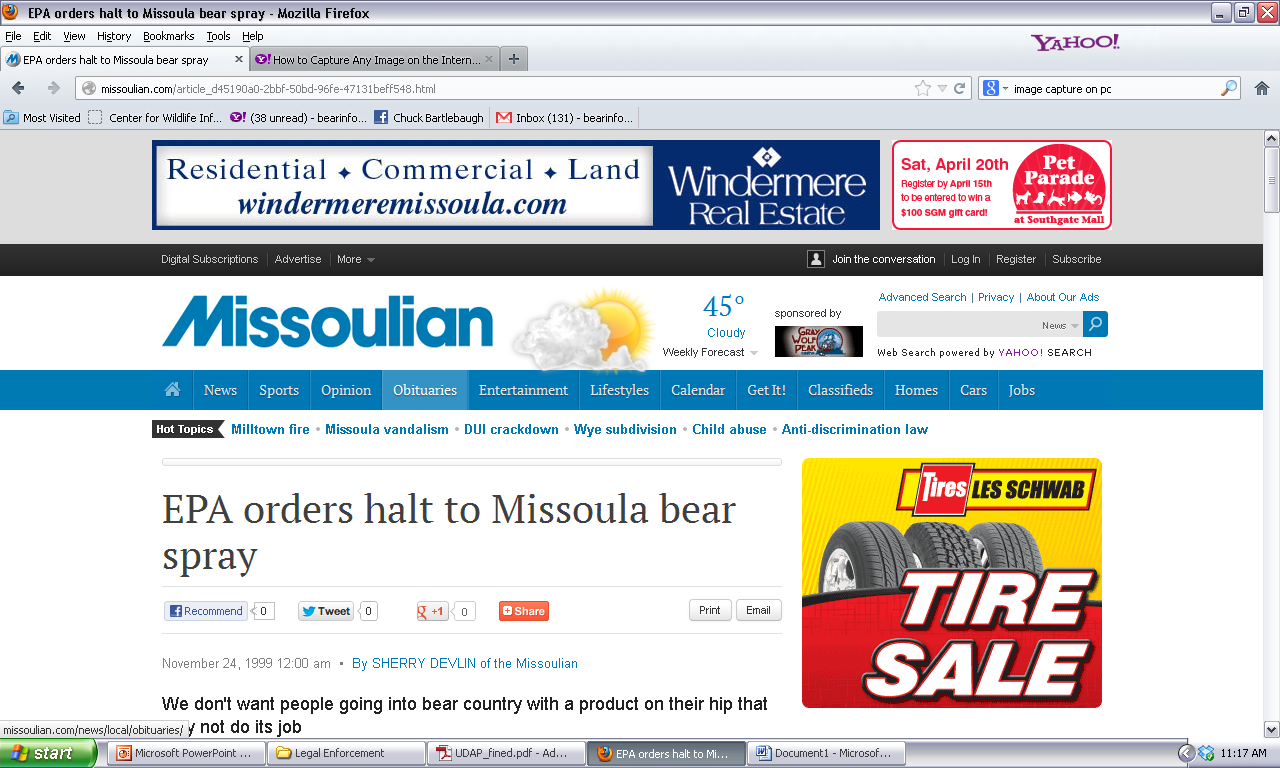 EPA orders halt to Missoula bear spray - Mozilla Firefox
File Edit View History Bookmarks Tools Help
YAHOO!
EPA orders halt to Missoula bear spray
Y! How to Capture Any Image on the Intern...
missoulian.com/article_d45190a0-2bbf-50bd-96fe-47131beff548.html
image capture on pc
Most Visited Center for Wildlife Inf... Y! (38 unread) - bearinfo... Chuck Bartlebaugh Inbox (131) - bearinfo...
Residential ✦ Commercial ✦ Land
windermeremissoula.com
Windermere
Real Estate
Sat, April 20th
Register by April 15th
to be entered to win a
$100 SGM gift card!
Pet
Parade
at Southgate Mall
Digital Subscriptions Advertise More Join the conversation Log In Register Subscribe
Missoulian
45°
Cloudy
Weekly Forecast
sponsored by
GRAY
WOLF
PEAK
Advanced Search | Privacy | About Our Ads
News
Web Search powered by YAHOO! SEARCH
News Sports Opinion Obituaries Entertainment Lifestyles Calendar Get It! Classifieds Homes Cars Jobs
Hot Topics Milltown fire • Missoula vandalism • DUI crackdown • Wye subdivision • Child abuse • Anti-discrimination law
EPA orders halt to Missoula bear
spray
Recommend 0 Tweet 0 +1 0 Share Print Email
November 24, 1999 12:00 am • By SHERRY DEVLIN of the Missoulian
We don't want people going into bear country with a product on their hip that
y not do its job
Tires LES SCHWAB
TIRE
SALE
missoulian.com/news/local/obituaries/
start Microsoft PowerPoint ... Legal Enforcement UDAP_fined.pdf - Ad... EPA orders halt to Mi... Document1 - Microsof... 11:17 AM